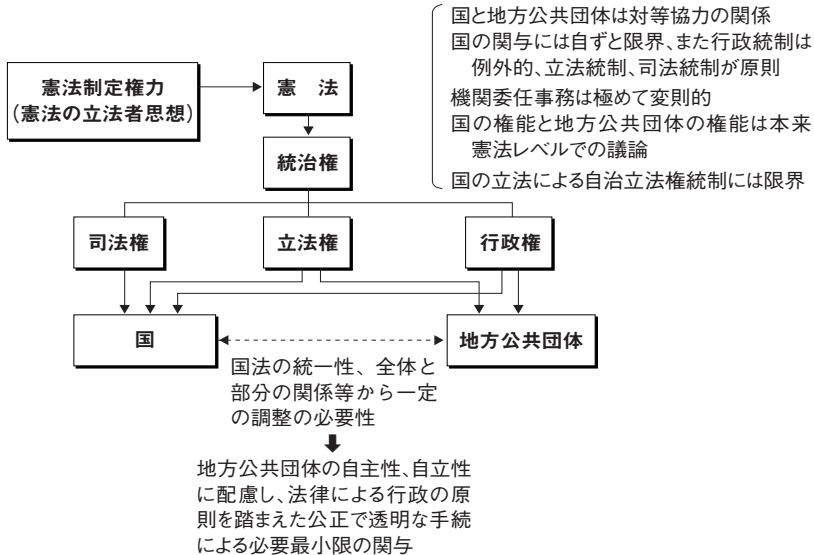 国と地方公共団体は対等協力の関係
国の関与には自ずと限界、また行政統制は
例外的、立法統制、司法統制が原則
機関委任事務は極めて変則的
国の権能と地方公共団体の権能は本来
憲法レベルでの議論
国の立法による自治立法権統制には限界
憲法制定権力
(憲法の立法者思想)
憲　法
統治権
司法権
立法権
行政権
国
地方公共団体
国法の統一性、全体と
部分の関係等から一定
の調整の必要性
地方公共団体の自主性、自立性
に配慮し、法律による行政の原
則を踏まえた公正で透明な手続
による必要最小限の関与